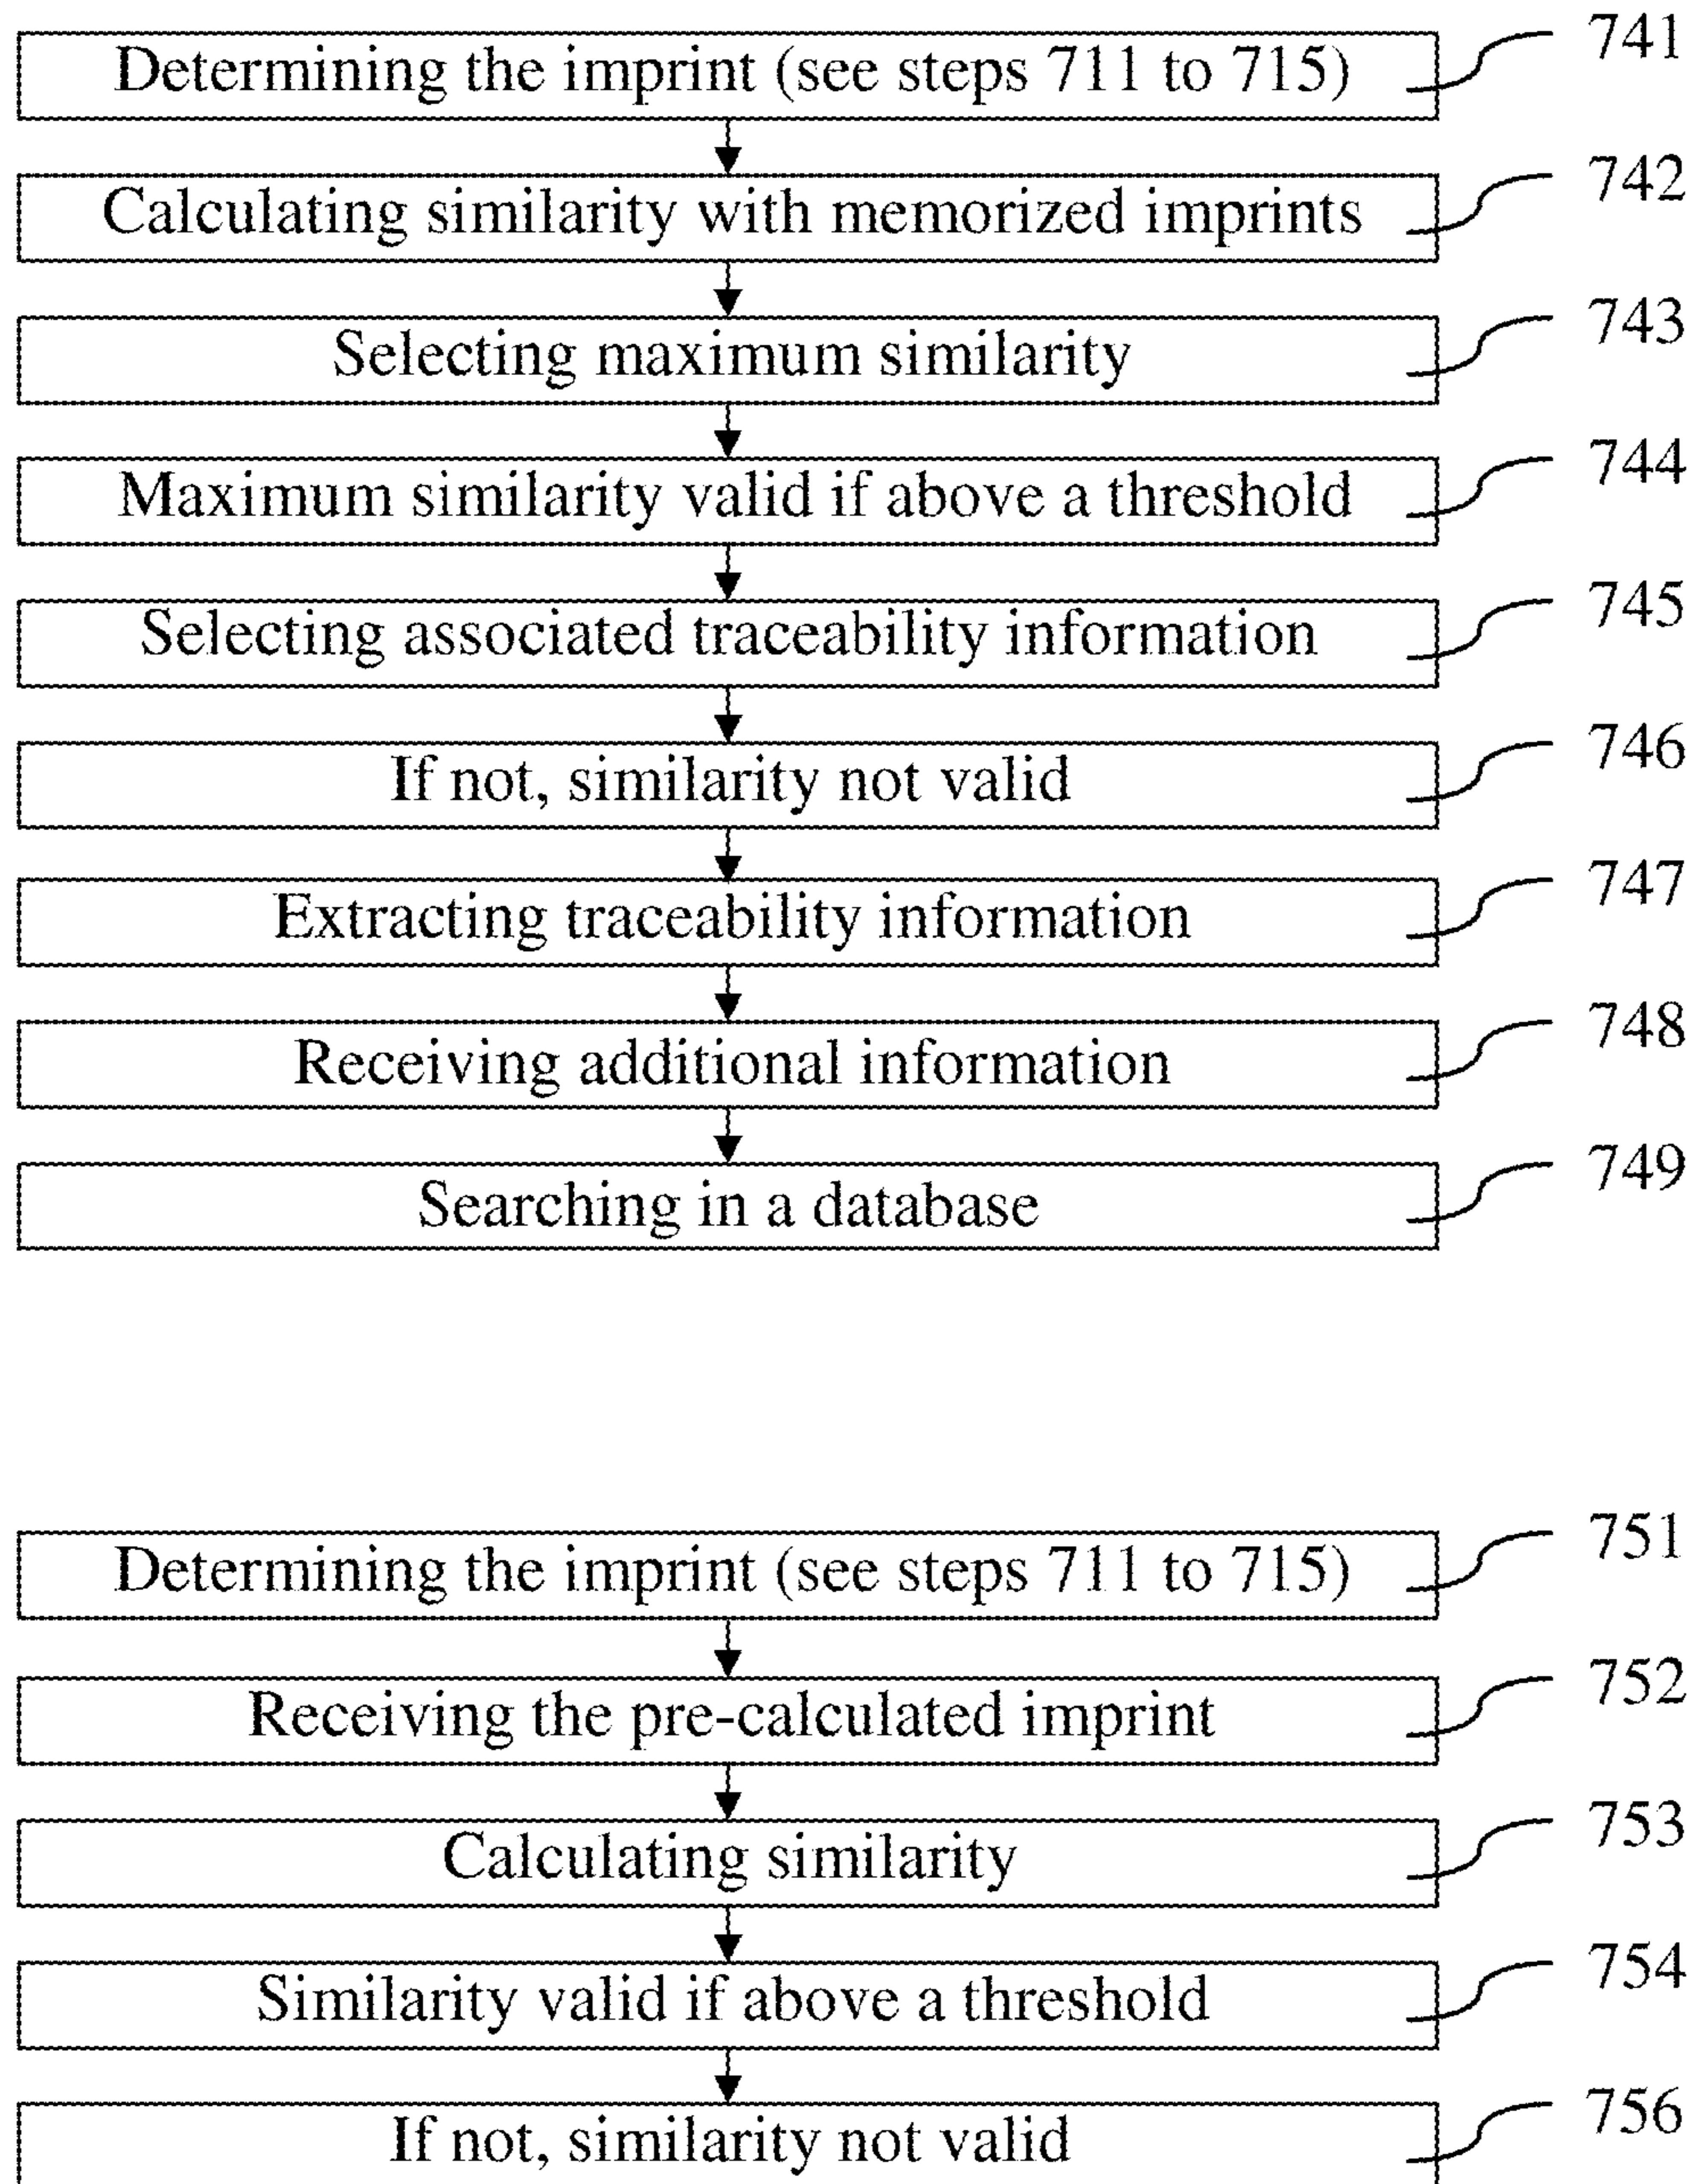 Determining the imprint (see steps 711 to 715) 741
Calculating similarity with memorized imprints 742
Selecting maximum similarity 743
Maximum similarity valid if above a threshold 744
Selecting associated traceability information 745
If not, similarity not valid 746
Extracting traceability information 747
Receiving additional information 748
Searching in a database 749
Determining the imprint (see steps 711 to 715) 751
Receiving the pre-calculated imprint 752
Calculating similarity 753
Similarity valid if above a threshold 754
If not, similarity not valid 756